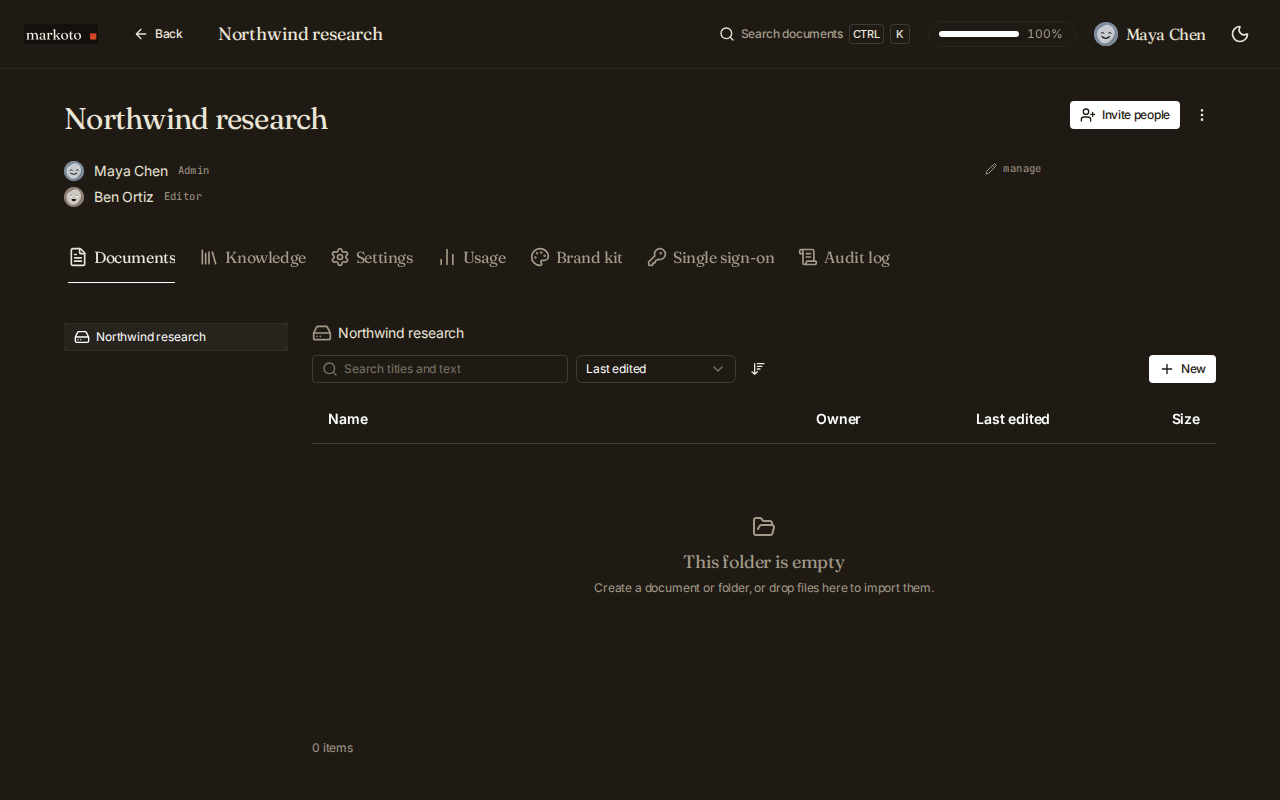 markoto
Back
Northwind research
Search documents CTRL K
100%
Maya Chen
Northwind research
Invite people
Maya Chen Admin
manage
Ben Ortiz Editor
Documents
Knowledge
Settings
Usage
Brand kit
Single sign-on
Audit log
Northwind research
Northwind research
Search titles and text
Last edited
New
Name Owner Last edited Size
This folder is empty
Create a document or folder, or drop files here to import them.
0 items